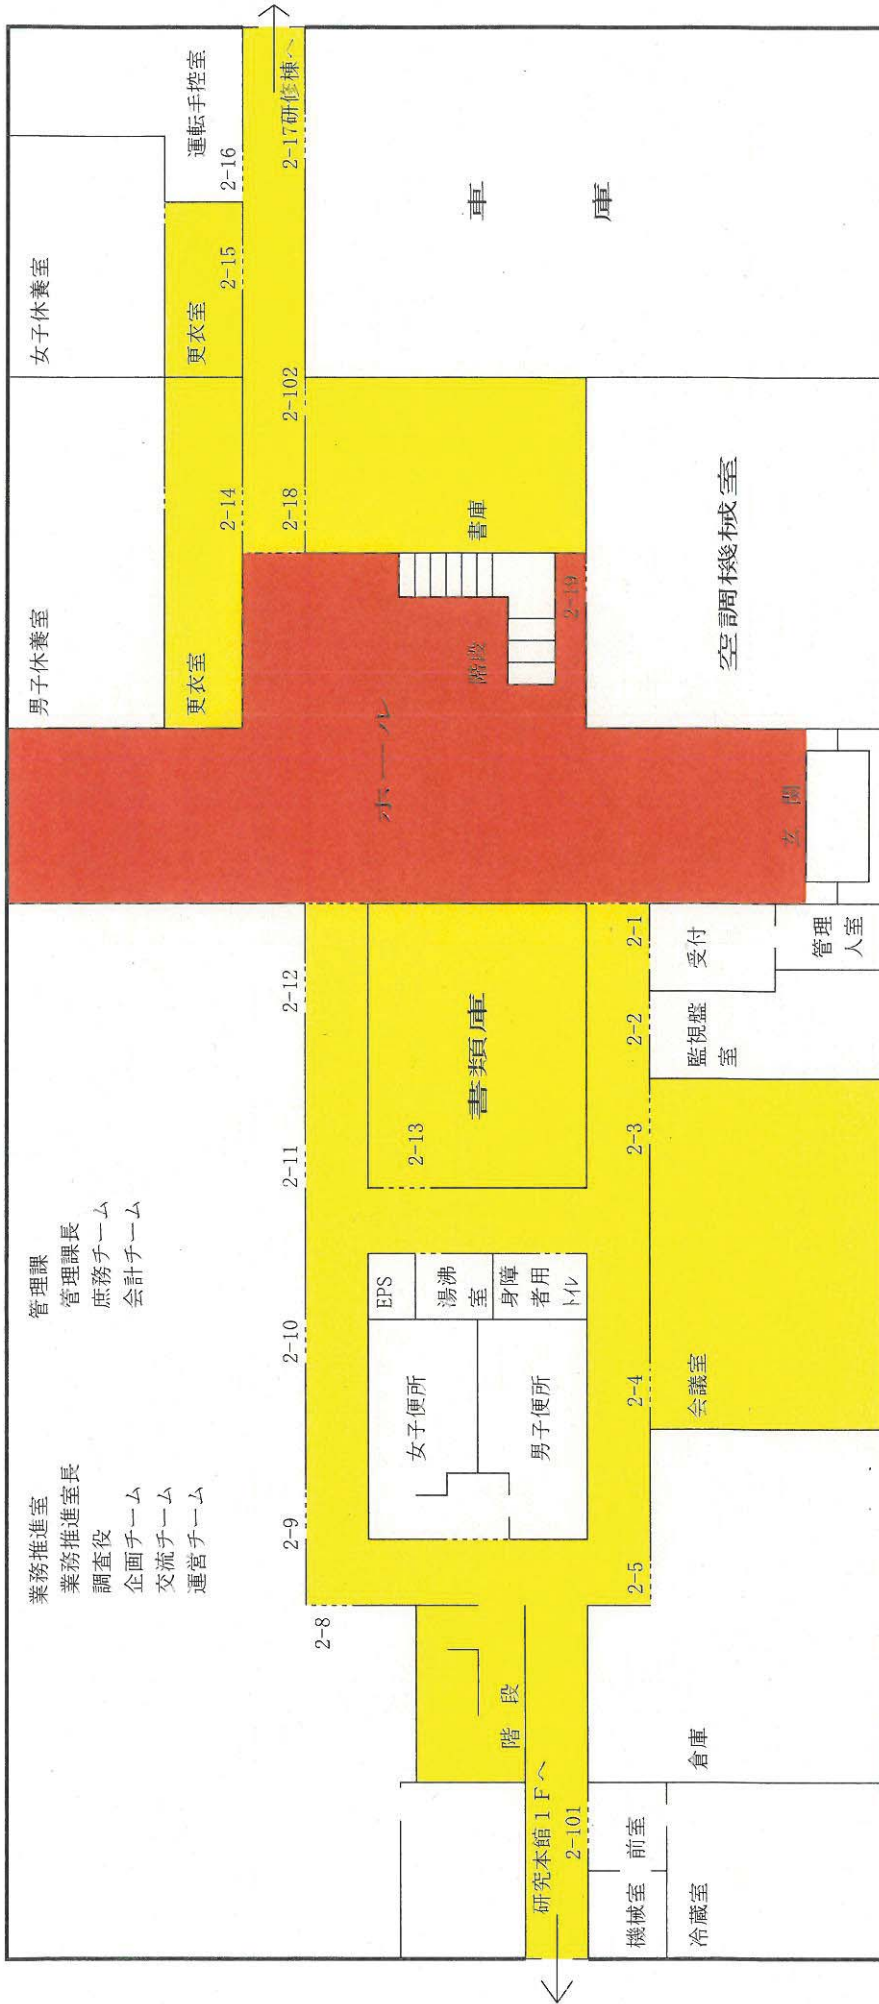 業務推進室
業務推進室長
調査役
企画チーム
交流チーム
運営チーム
管理課
管理課長
庶務チーム
会計チーム
男子休養室
女子休養室
運転手控室
更衣室
更衣室
2-14
2-15
2-16
2-8
2-9
2-10
2-11
2-12
2-18
2-102
2-17研修棟へ
EPS
湯沸室
身障者用トイレ
女子便所
男子便所
2-13
書類庫
ホール
階段
書庫
2-19
車庫
階段
研究本館1Fへ
2-101
2-5
2-4
2-3
2-2
2-1
機械室
前室
冷蔵室
倉庫
会議室
監視盤室
受付
管理人室
玄関
空調機械室